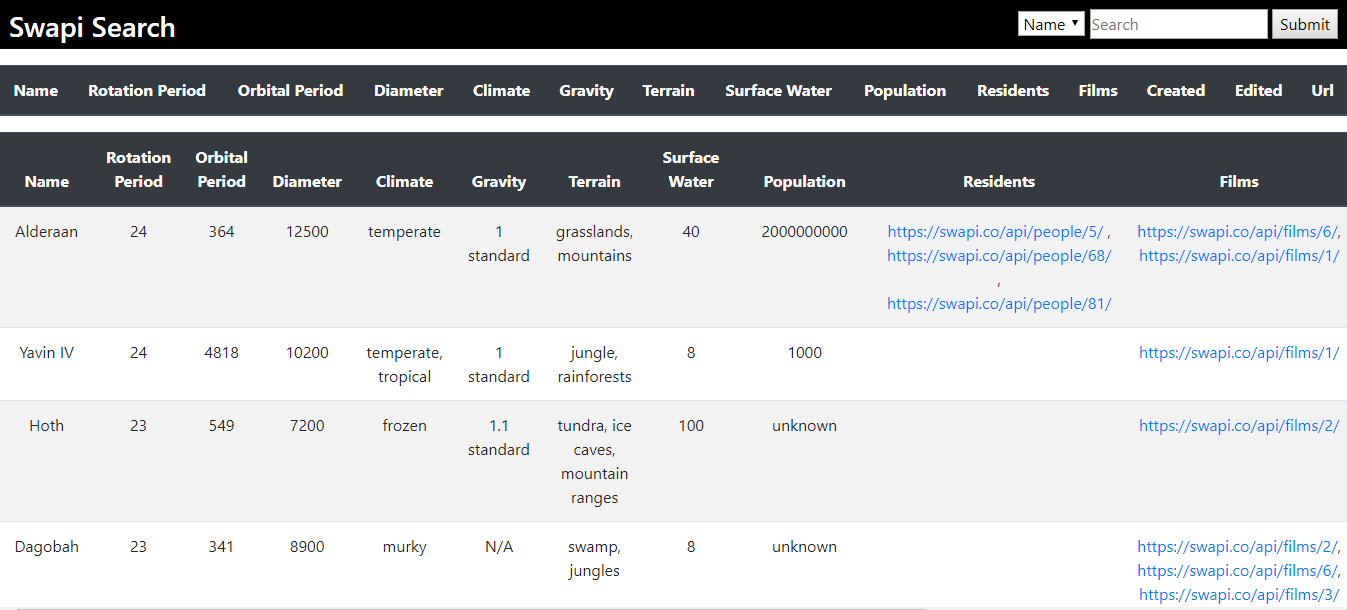 Swapi Search
Name ▾ Search Submit
Name Rotation Period Orbital Period Diameter Climate Gravity Terrain Surface Water Population Residents Films Created Edited Url
Rotation Orbital Surface
Name Period Period Diameter Climate Gravity Terrain Water Population Residents Films
Alderaan 24 364 12500 temperate 1 grasslands, 40 2000000000 https://swapi.co/api/people/5/ , https://swapi.co/api/films/6/,
standard mountains https://swapi.co/api/people/68/ https://swapi.co/api/films/1/
,
https://swapi.co/api/people/81/
Yavin IV 24 4818 10200 temperate, 1 jungle, 8 1000 https://swapi.co/api/films/1/
tropical standard rainforests
Hoth 23 549 7200 frozen 1.1 tundra, ice 100 unknown https://swapi.co/api/films/2/
standard caves,
mountain
ranges
Dagobah 23 341 8900 murky N/A swamp, 8 unknown https://swapi.co/api/films/2/,
jungles https://swapi.co/api/films/6/,
https://swapi.co/api/films/3/